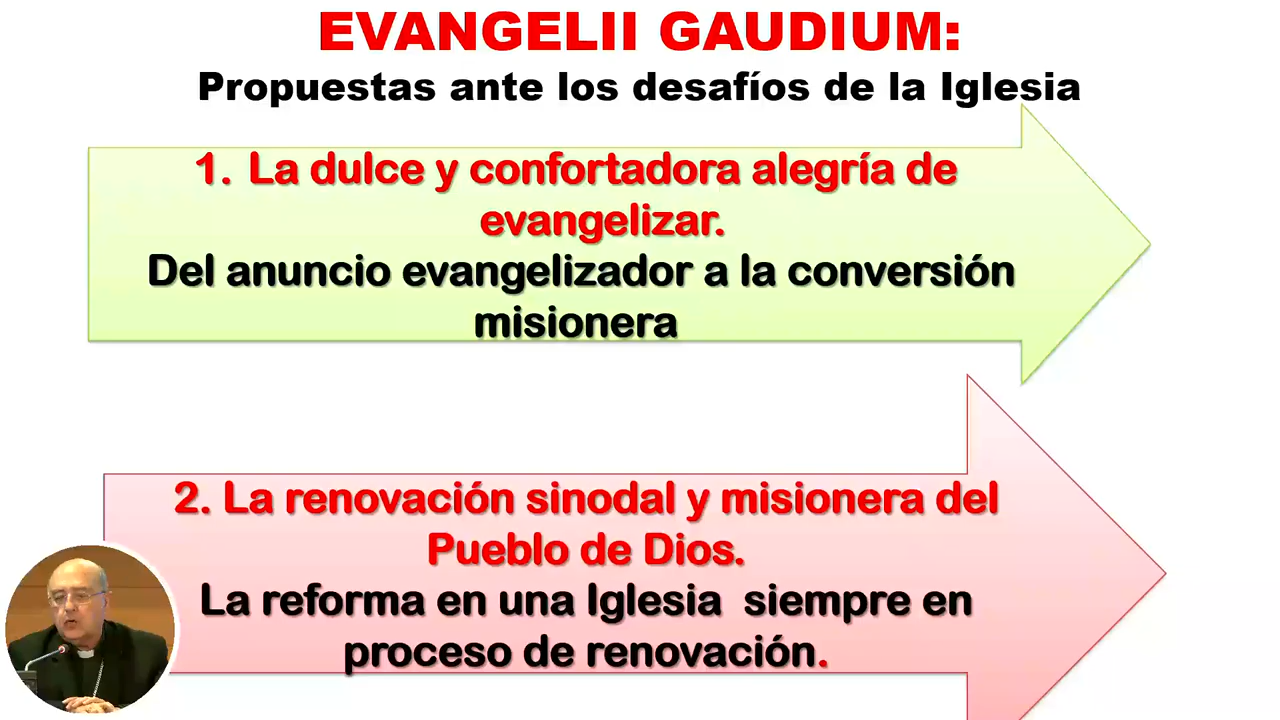 EVANGELII GAUDIUM:
Propuestas ante los desafíos de la Iglesia
1. La dulce y confortadora alegría de
evangelizar.
Del anuncio evangelizador a la conversión
misionera
2. La renovación sinodal y misionera del
Pueblo de Dios.
La reforma en una Iglesia siempre en
proceso de renovación.